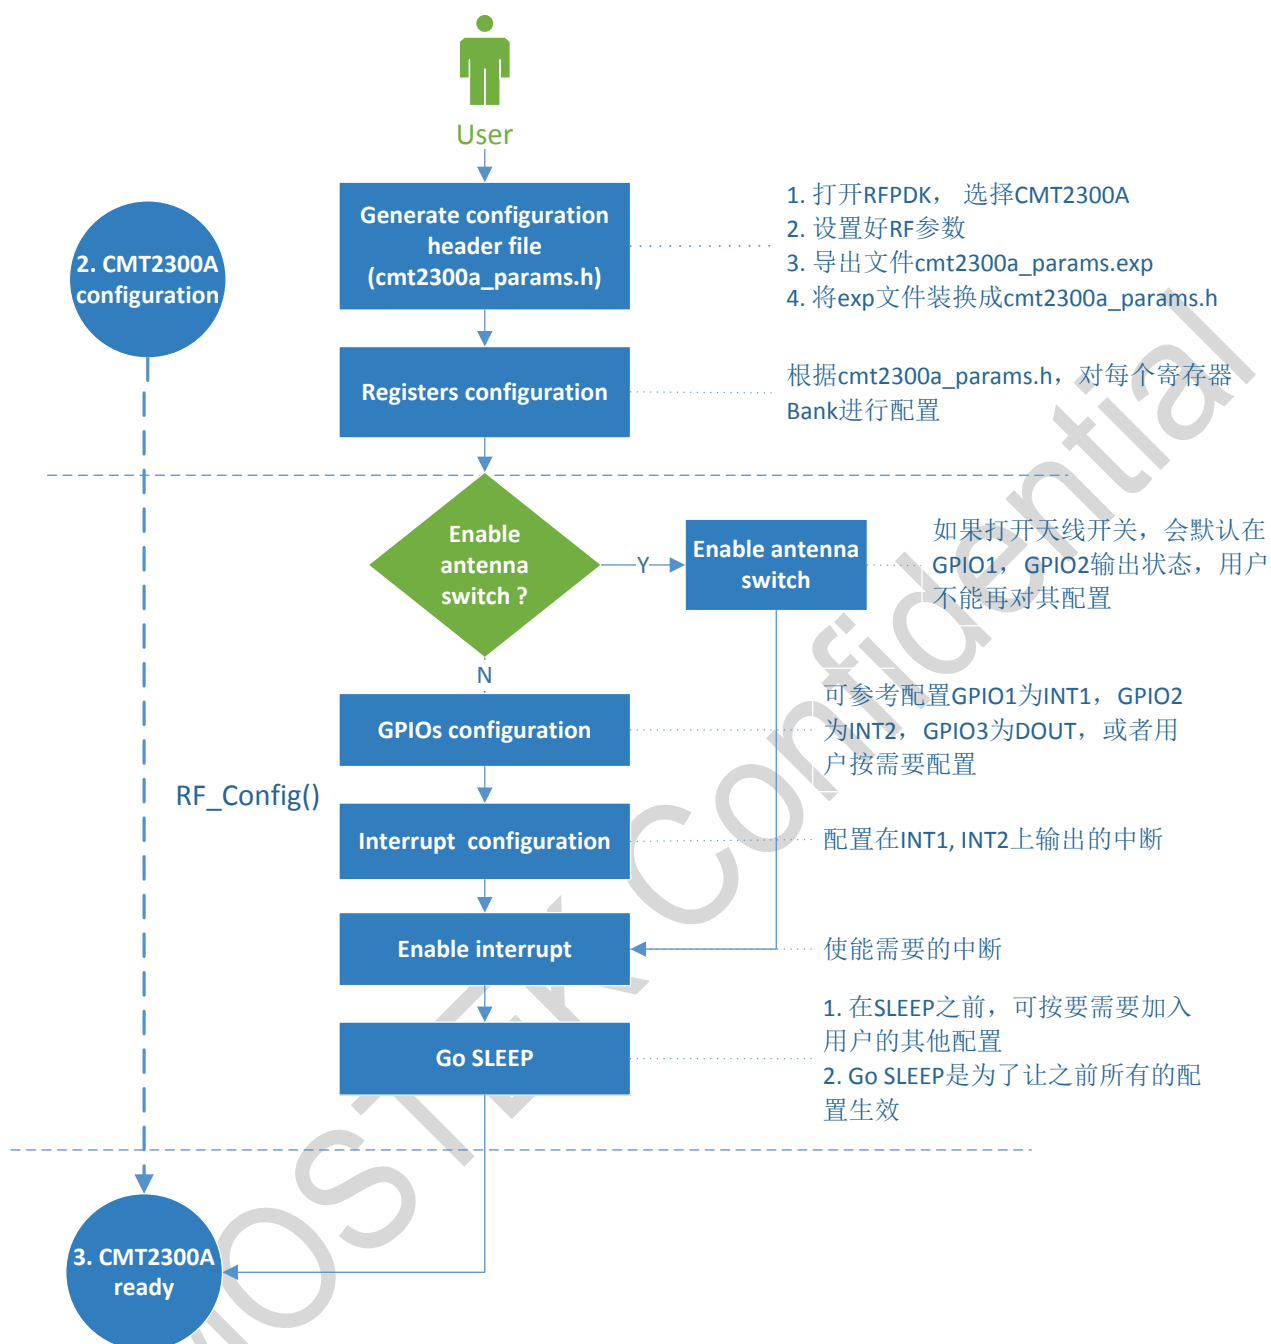 User
Generate configuration
header file
(cmt2300a_params.h)
1. 打开RFPDK， 选择CMT2300A
2. 设置好RF参数
3. 导出文件cmt2300a_params.exp
4. 将exp文件装换成cmt2300a_params.h
2. CMT2300A
configuration
Registers configuration
根据cmt2300a_params.h，对每个寄存器
Bank进行配置
Enable
antenna
switch ?
Y
Enable antenna
switch
如果打开天线开关，会默认在
GPIO1，GPIO2输出状态，用户
不能再对其配置
N
GPIOs configuration
可参考配置GPIO1为INT1，GPIO2
为INT2，GPIO3为DOUT，或者用
户按需要配置
RF_Config()
Interrupt configuration
配置在INT1, INT2上输出的中断
Enable interrupt
使能需要的中断
Go SLEEP
1. 在SLEEP之前，可按要需要加入
用户的其他配置
2. Go SLEEP是为了让之前所有的配
置生效
3. CMT2300A
ready
MOSTEK Confidential